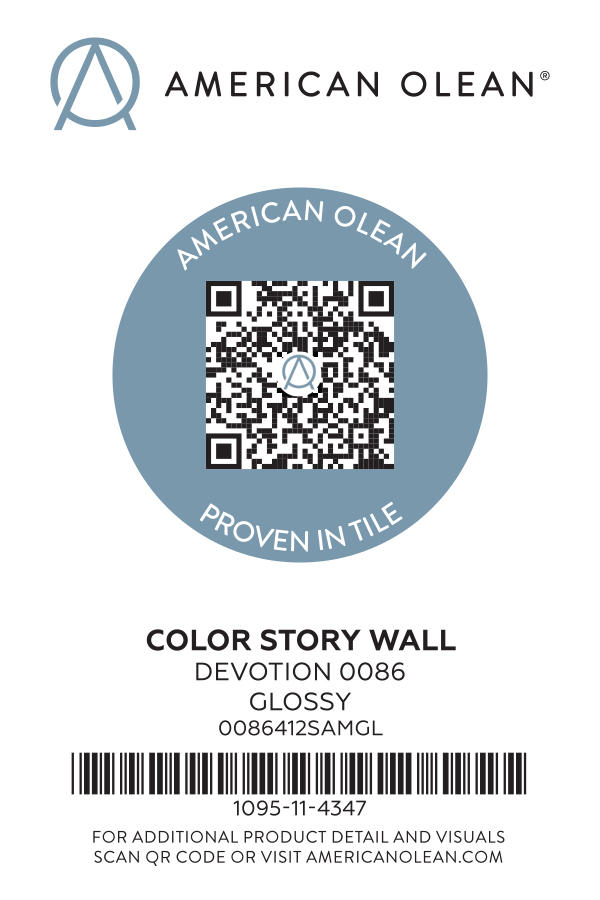 AMERICAN OLEAN®
AMERICAN OLEAN
PROVEN IN TILE
COLOR STORY WALL
DEVOTION 0086
GLOSSY
0086412SAMGL
1095-11-4347
FOR ADDITIONAL PRODUCT DETAIL AND VISUALS
SCAN QR CODE OR VISIT AMERICANOLEAN.COM